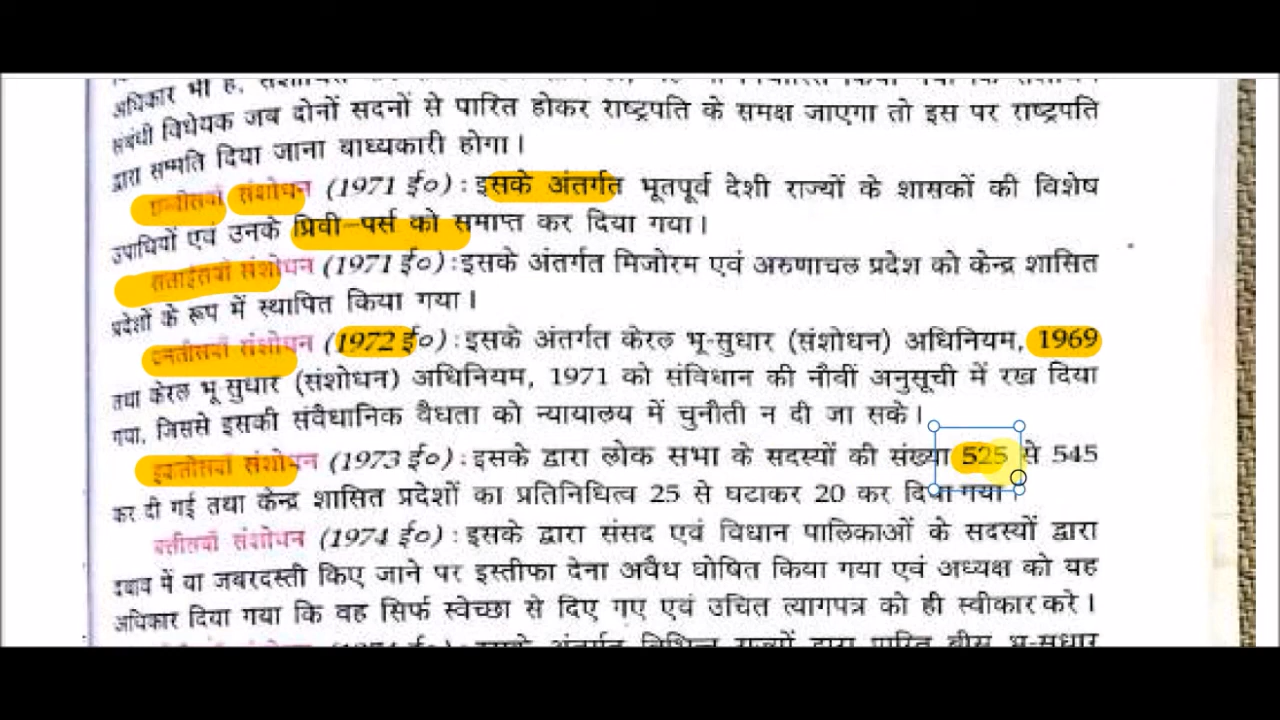 अधिकार भी है.
संबंधी विधेयक जब दोनों सदनों से पारित होकर राष्ट्रपति के समक्ष जाएगा तो इस पर राष्ट्रपति
द्वारा सम्मति दिया जाना बाध्यकारी होगा।
छब्बीसवां संशोधन (1971 ई०) : इसके अंतर्गत भूतपूर्व देशी राज्यों के शासकों की विशेष
उपाधियों एवं उनके प्रिवी-पर्स को समाप्त कर दिया गया।
सताईसवां संशोधन (1971 ई०) : इसके अंतर्गत मिजोरम एवं अरुणाचल प्रदेश को केन्द्र शासित
प्रदेशों के रूप में स्थापित किया गया।
उनतीसवां संशोधन (1972 ई०) : इसके अंतर्गत केरल भू-सुधार (संशोधन) अधिनियम, 1969
तथा केरल भू सुधार (संशोधन) अधिनियम, 1971 को संविधान की नौवीं अनुसूची में रख दिया
गया, जिससे इसकी संवैधानिक वैधता को न्यायालय में चुनौती न दी जा सके।
इकतीसवां संशोधन (1973 ई०) : इसके द्वारा लोक सभा के सदस्यों की संख्या 525 से 545
कर दी गई तथा केन्द्र शासित प्रदेशों का प्रतिनिधित्व 25 से घटाकर 20 कर दिया गया
बत्तीसवां संशोधन (1974 ई०) : इसके द्वारा संसद एवं विधान पालिकाओं के सदस्यों द्वारा
दबाव में या जबरदस्ती किए जाने पर इस्तीफा देना अवैध घोषित किया गया एवं अध्यक्ष को यह
अधिकार दिया गया कि वह सिर्फ स्वेच्छा से दिए गए एवं उचित त्यागपत्र को ही स्वीकार करे।